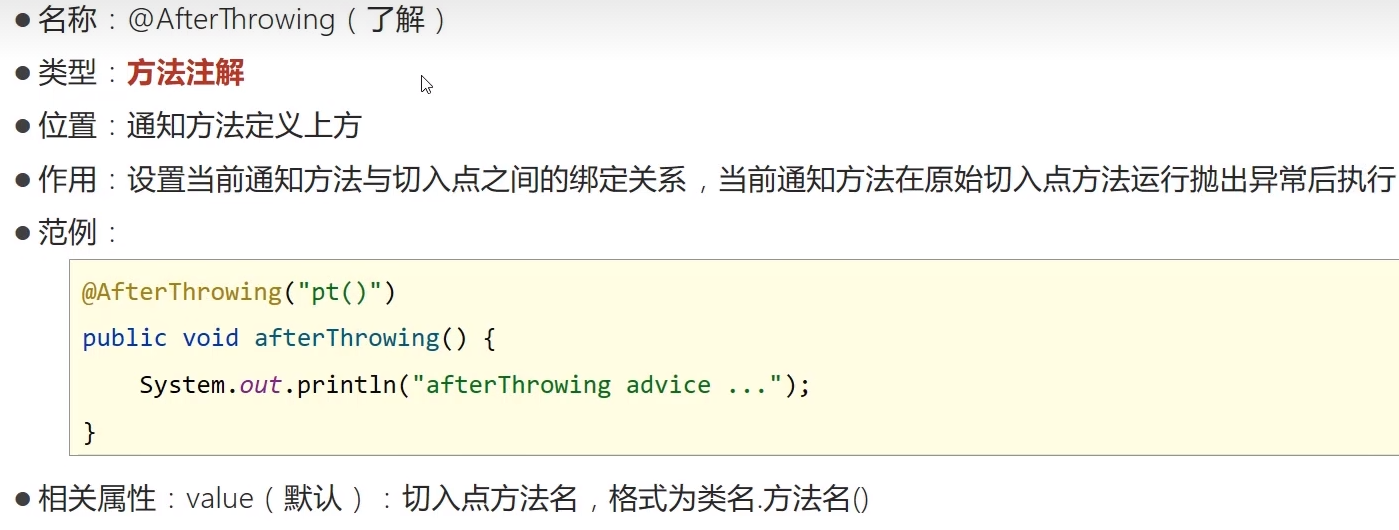 ● 名称：@AfterThrowing（了解）
● 类型：方法注解
● 位置：通知方法定义上方
● 作用：设置当前通知方法与切入点之间的绑定关系，当前通知方法在原始切入点方法运行抛出异常后执行
● 范例：
@AfterThrowing("pt()")
public void afterThrowing() {
    System.out.println("afterThrowing advice ...");
}
● 相关属性：value（默认）：切入点方法名，格式为类名.方法名()